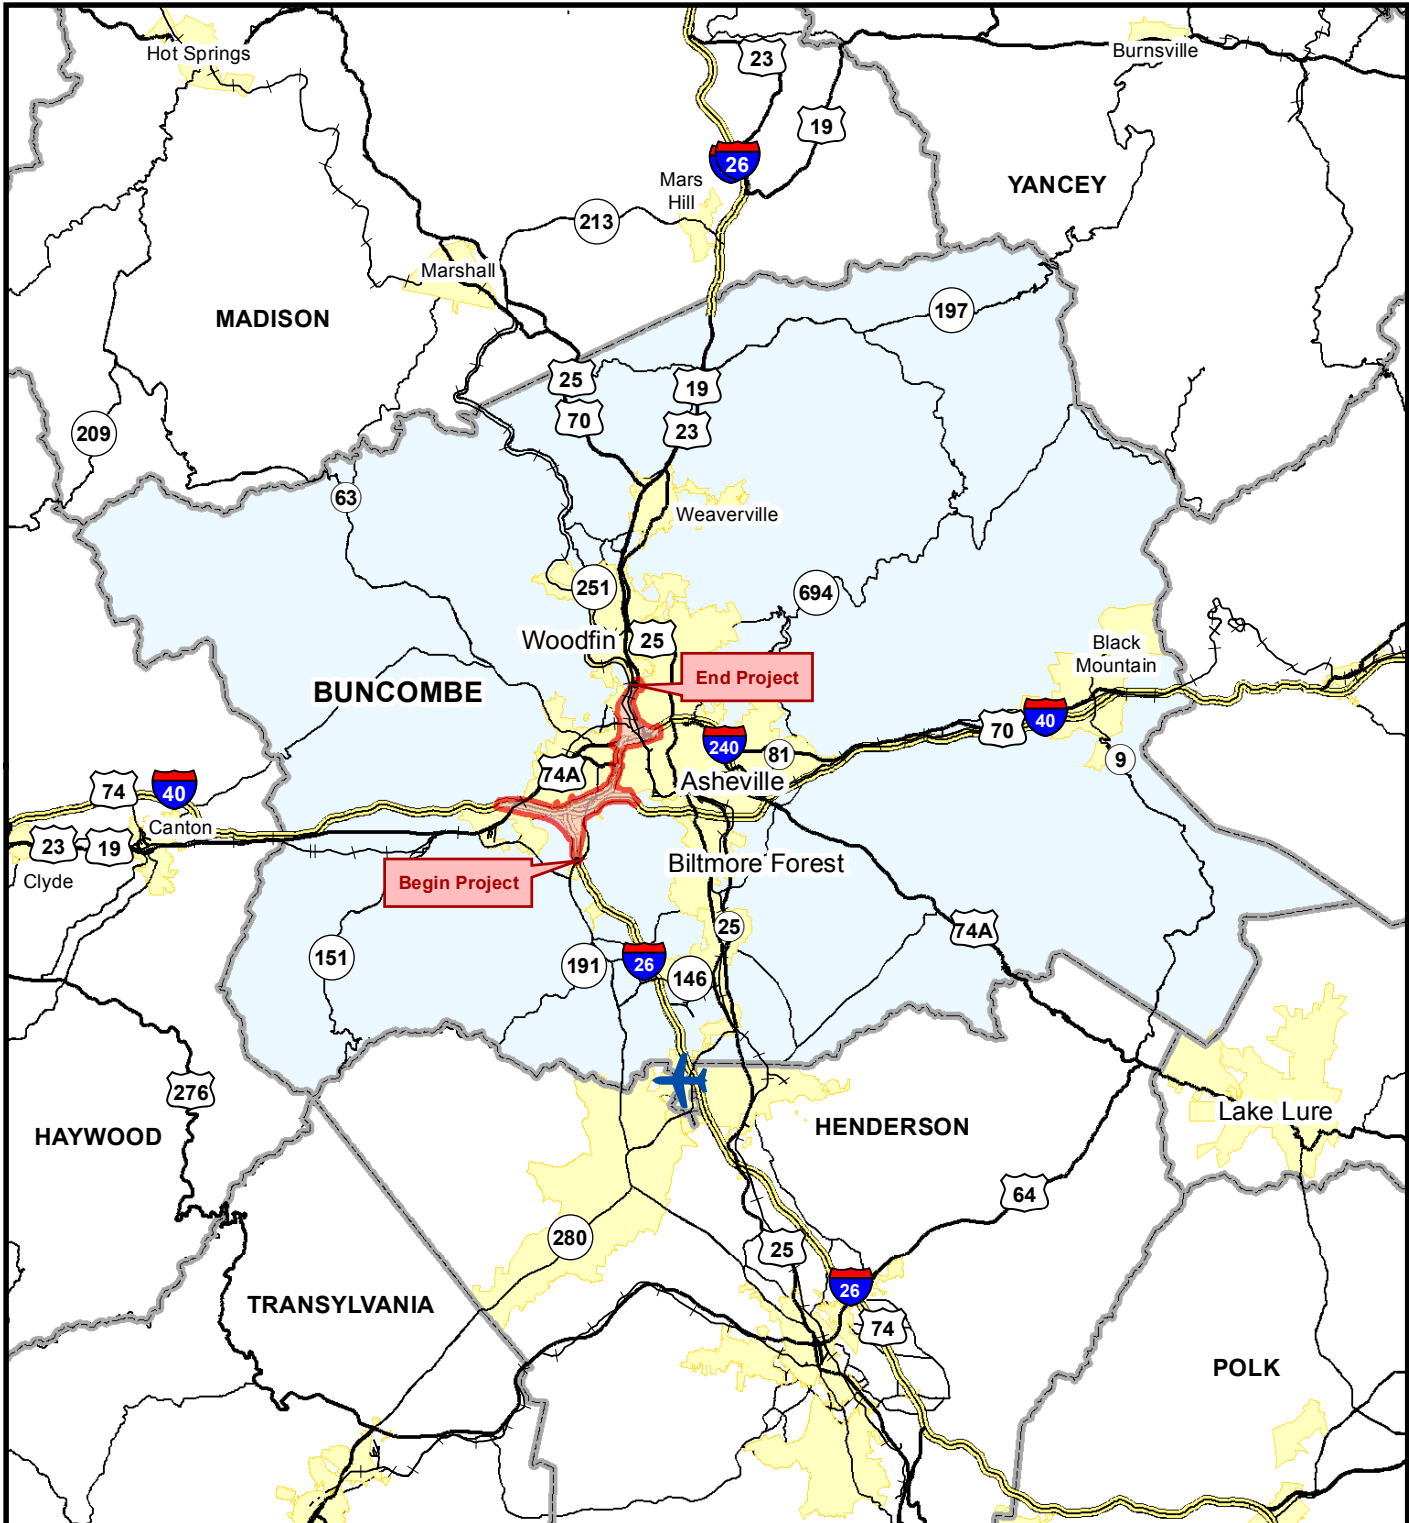 Hot Springs
23
Burnsville
19
26
Mars
Hill
YANCEY
213
Marshall
MADISON
197
25
19
70
23
209
63
Weaverville
251
694
Woodfin
25
Black
Mountain
End Project
BUNCOMBE
70
40
240
81
9
74A
Asheville
74
40
Canton
23
19
Clyde
Biltmore Forest
Begin Project
25
74A
151
191
26
146
276
HAYWOOD
HENDERSON
Lake Lure
64
280
25
26
TRANSYLVANIA
74
POLK